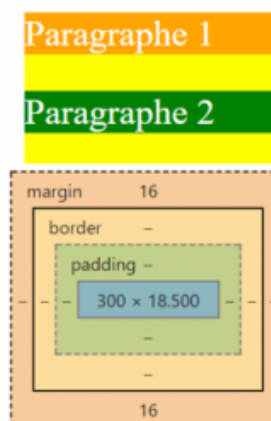 Paragraphe 1
Paragraphe 2
margin 16
border –
padding –
– – – 300 × 18.500 – – –
–
–
16